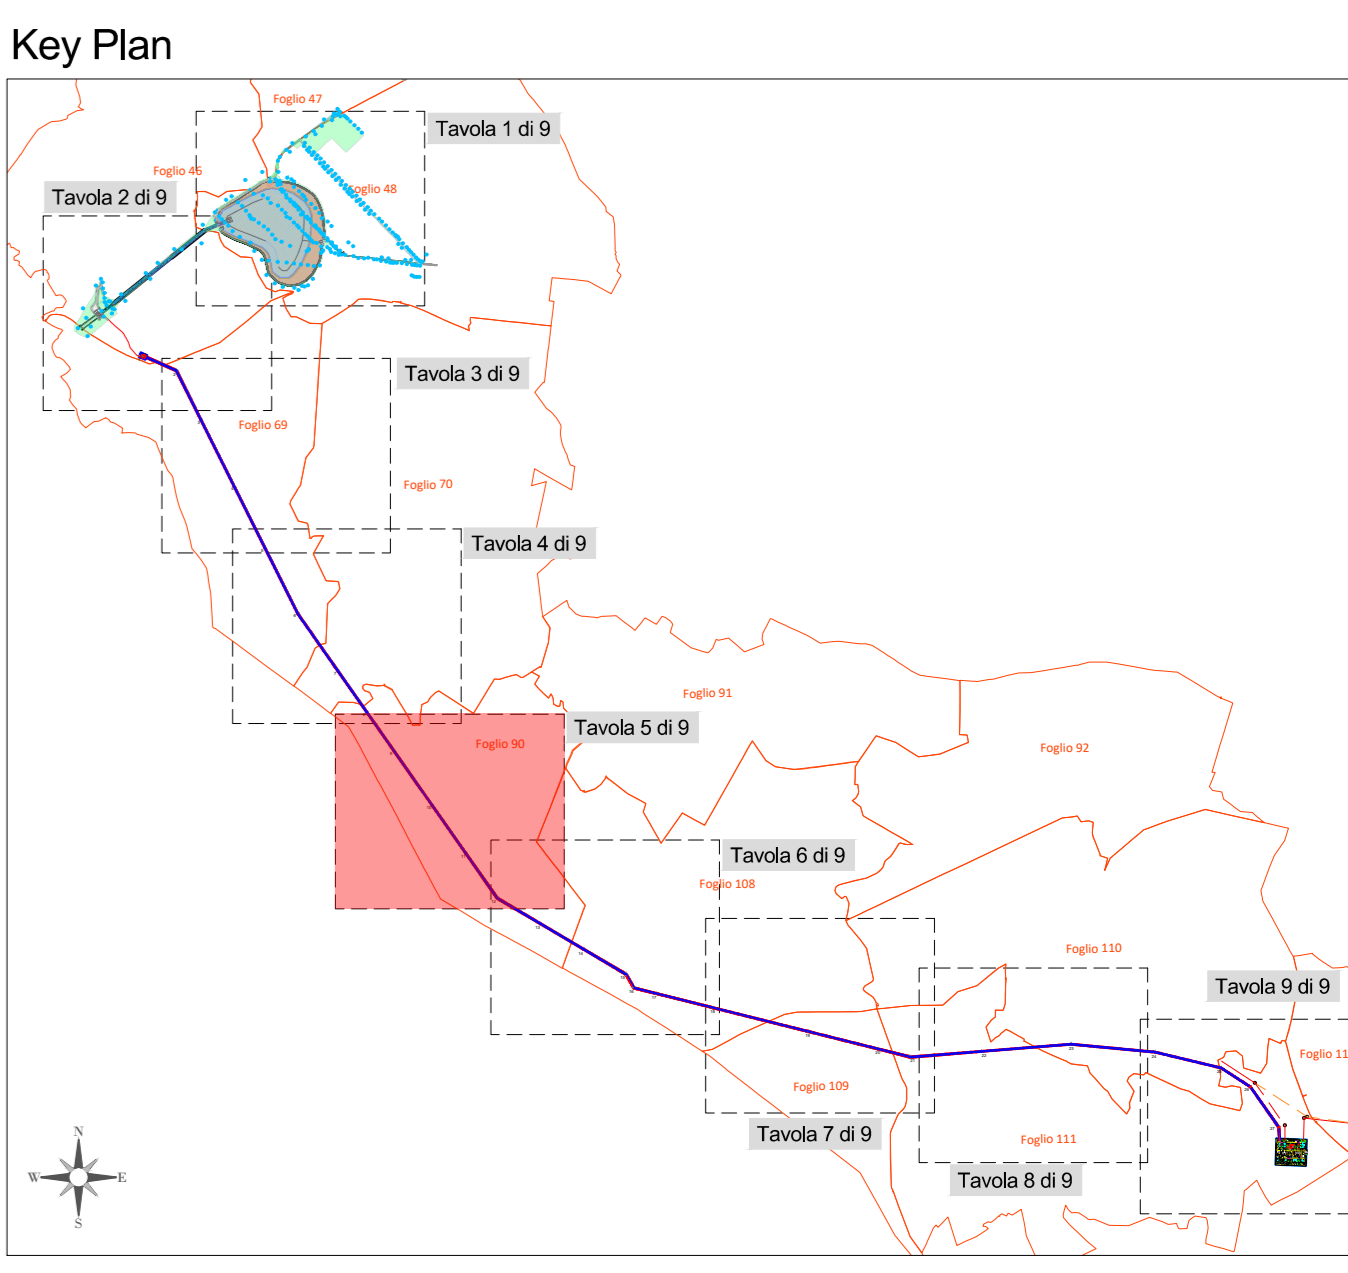 Key Plan
Foglio 47
Tavola 1 di 9
Foglio 46
Foglio 48
Tavola 2 di 9
Tavola 3 di 9
Foglio 69
Foglio 70
Tavola 4 di 9
Foglio 91
Tavola 5 di 9
Foglio 90
Foglio 92
Tavola 6 di 9
Foglio 108
Foglio 110
Tavola 9 di 9
Foglio 11
Foglio 109
Tavola 7 di 9
Foglio 111
Tavola 8 di 9
N
W
E
S